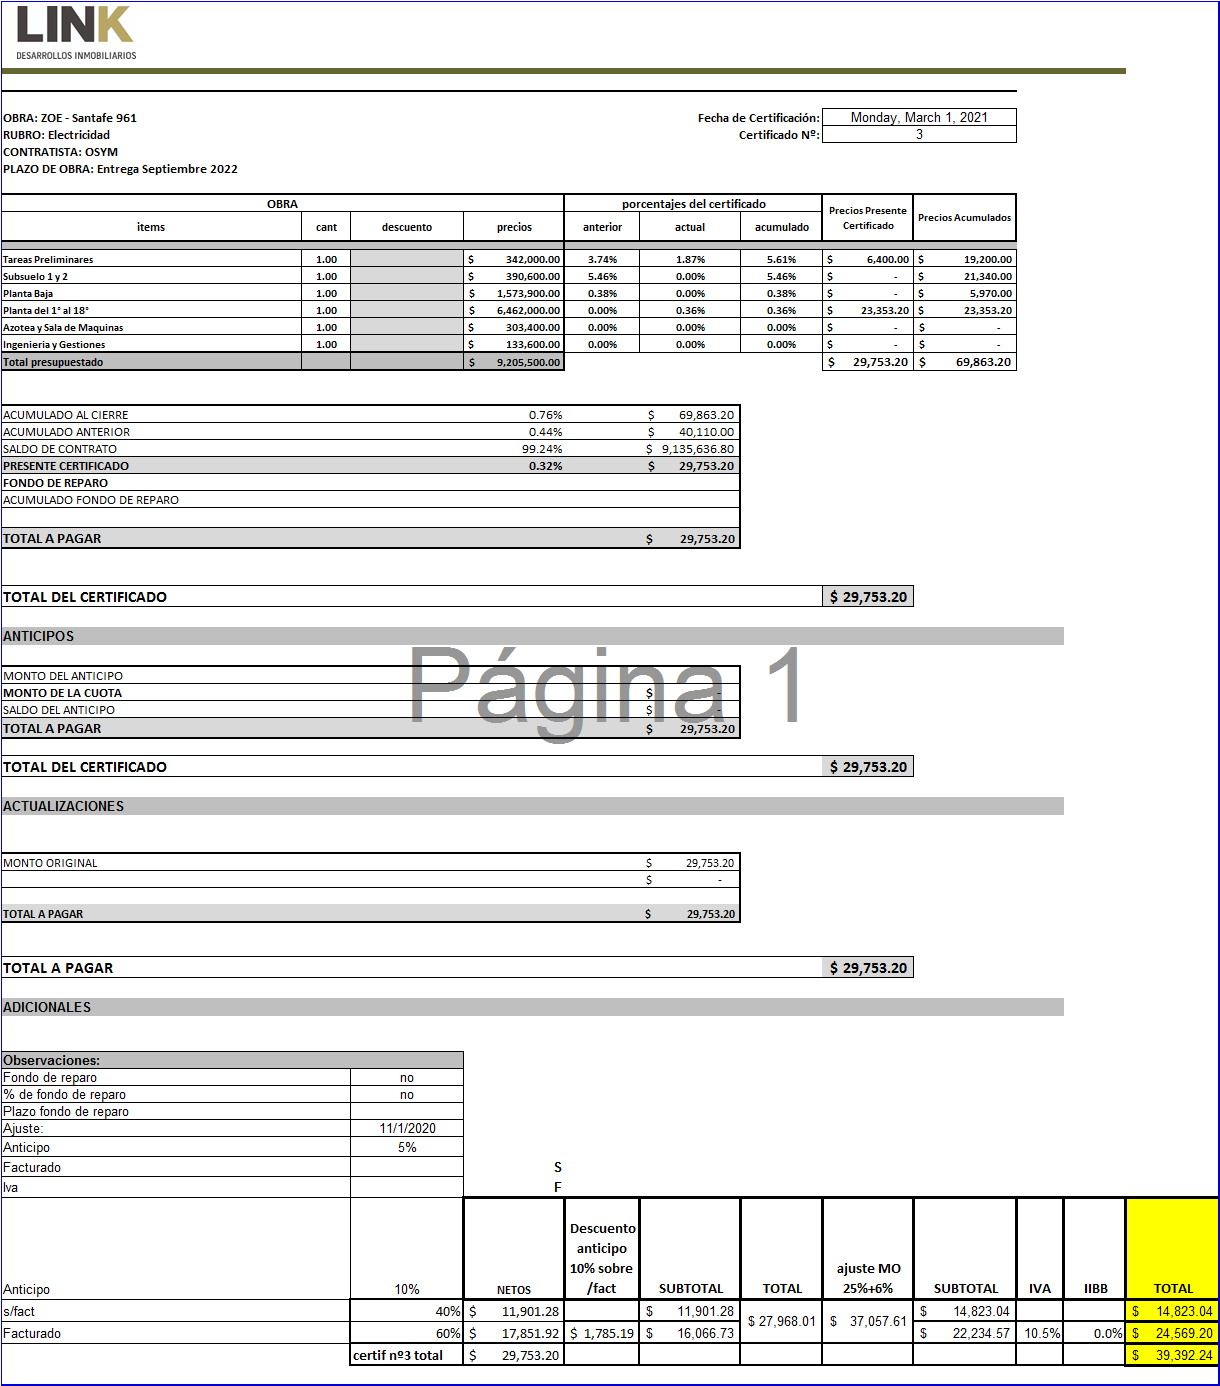 LINK
DESARROLLOS INMOBILIARIOS
OBRA: ZOE - Santafe 961
Fecha de Certificación: Monday, March 1, 2021
RUBRO: Electricidad
Certificado Nº: 3
CONTRATISTA: OSYM
PLAZO DE OBRA: Entrega Septiembre 2022
OBRA porcentajes del certificado Precios Presente Certificado Precios Acumulados
items cant descuento precios anterior actual acumulado
Tareas Preliminares 1.00 $ 342,000.00 3.74% 1.87% 5.61% $ 6,400.00 $ 19,200.00
Subsuelo 1 y 2 1.00 $ 390,600.00 5.46% 0.00% 5.46% $ - $ 21,340.00
Planta Baja 1.00 $ 1,573,900.00 0.38% 0.00% 0.38% $ - $ 5,970.00
Planta del 1° al 18° 1.00 $ 6,462,000.00 0.00% 0.36% 0.36% $ 23,353.20 $ 23,353.20
Azotea y Sala de Maquinas 1.00 $ 303,400.00 0.00% 0.00% 0.00% $ - $ -
Ingenieria y Gestiones 1.00 $ 133,600.00 0.00% 0.00% 0.00% $ - $ -
Total presupuestado $ 9,205,500.00 $ 29,753.20 $ 69,863.20
ACUMULADO AL CIERRE 0.76% $ 69,863.20
ACUMULADO ANTERIOR 0.44% $ 40,110.00
SALDO DE CONTRATO 99.24% $ 9,135,636.80
PRESENTE CERTIFICADO 0.32% $ 29,753.20
FONDO DE REPARO
ACUMULADO FONDO DE REPARO
TOTAL A PAGAR $ 29,753.20
TOTAL DEL CERTIFICADO $ 29,753.20
ANTICIPOS
Página 1
MONTO DEL ANTICIPO
MONTO DE LA CUOTA $ -
SALDO DEL ANTICIPO $ -
TOTAL A PAGAR $ 29,753.20
TOTAL DEL CERTIFICADO $ 29,753.20
ACTUALIZACIONES
MONTO ORIGINAL $ 29,753.20
$ -
TOTAL A PAGAR $ 29,753.20
TOTAL A PAGAR $ 29,753.20
ADICIONALES
Observaciones:
Fondo de reparo no
% de fondo de reparo no
Plazo fondo de reparo
Ajuste: 11/1/2020
Anticipo 5%
Facturado S
Iva F
Anticipo 10% NETOS Descuento anticipo 10% sobre /fact SUBTOTAL TOTAL ajuste MO 25%+6% SUBTOTAL IVA IIBB TOTAL
s/fact 40% $ 11,901.28 $ 11,901.28 $ 27,968.01 $ 37,057.61 $ 14,823.04 $ 14,823.04
Facturado 60% $ 17,851.92 $ 1,785.19 $ 16,066.73 $ 22,234.57 10.5% 0.0% $ 24,569.20
certif nº3 total $ 29,753.20 $ 39,392.24